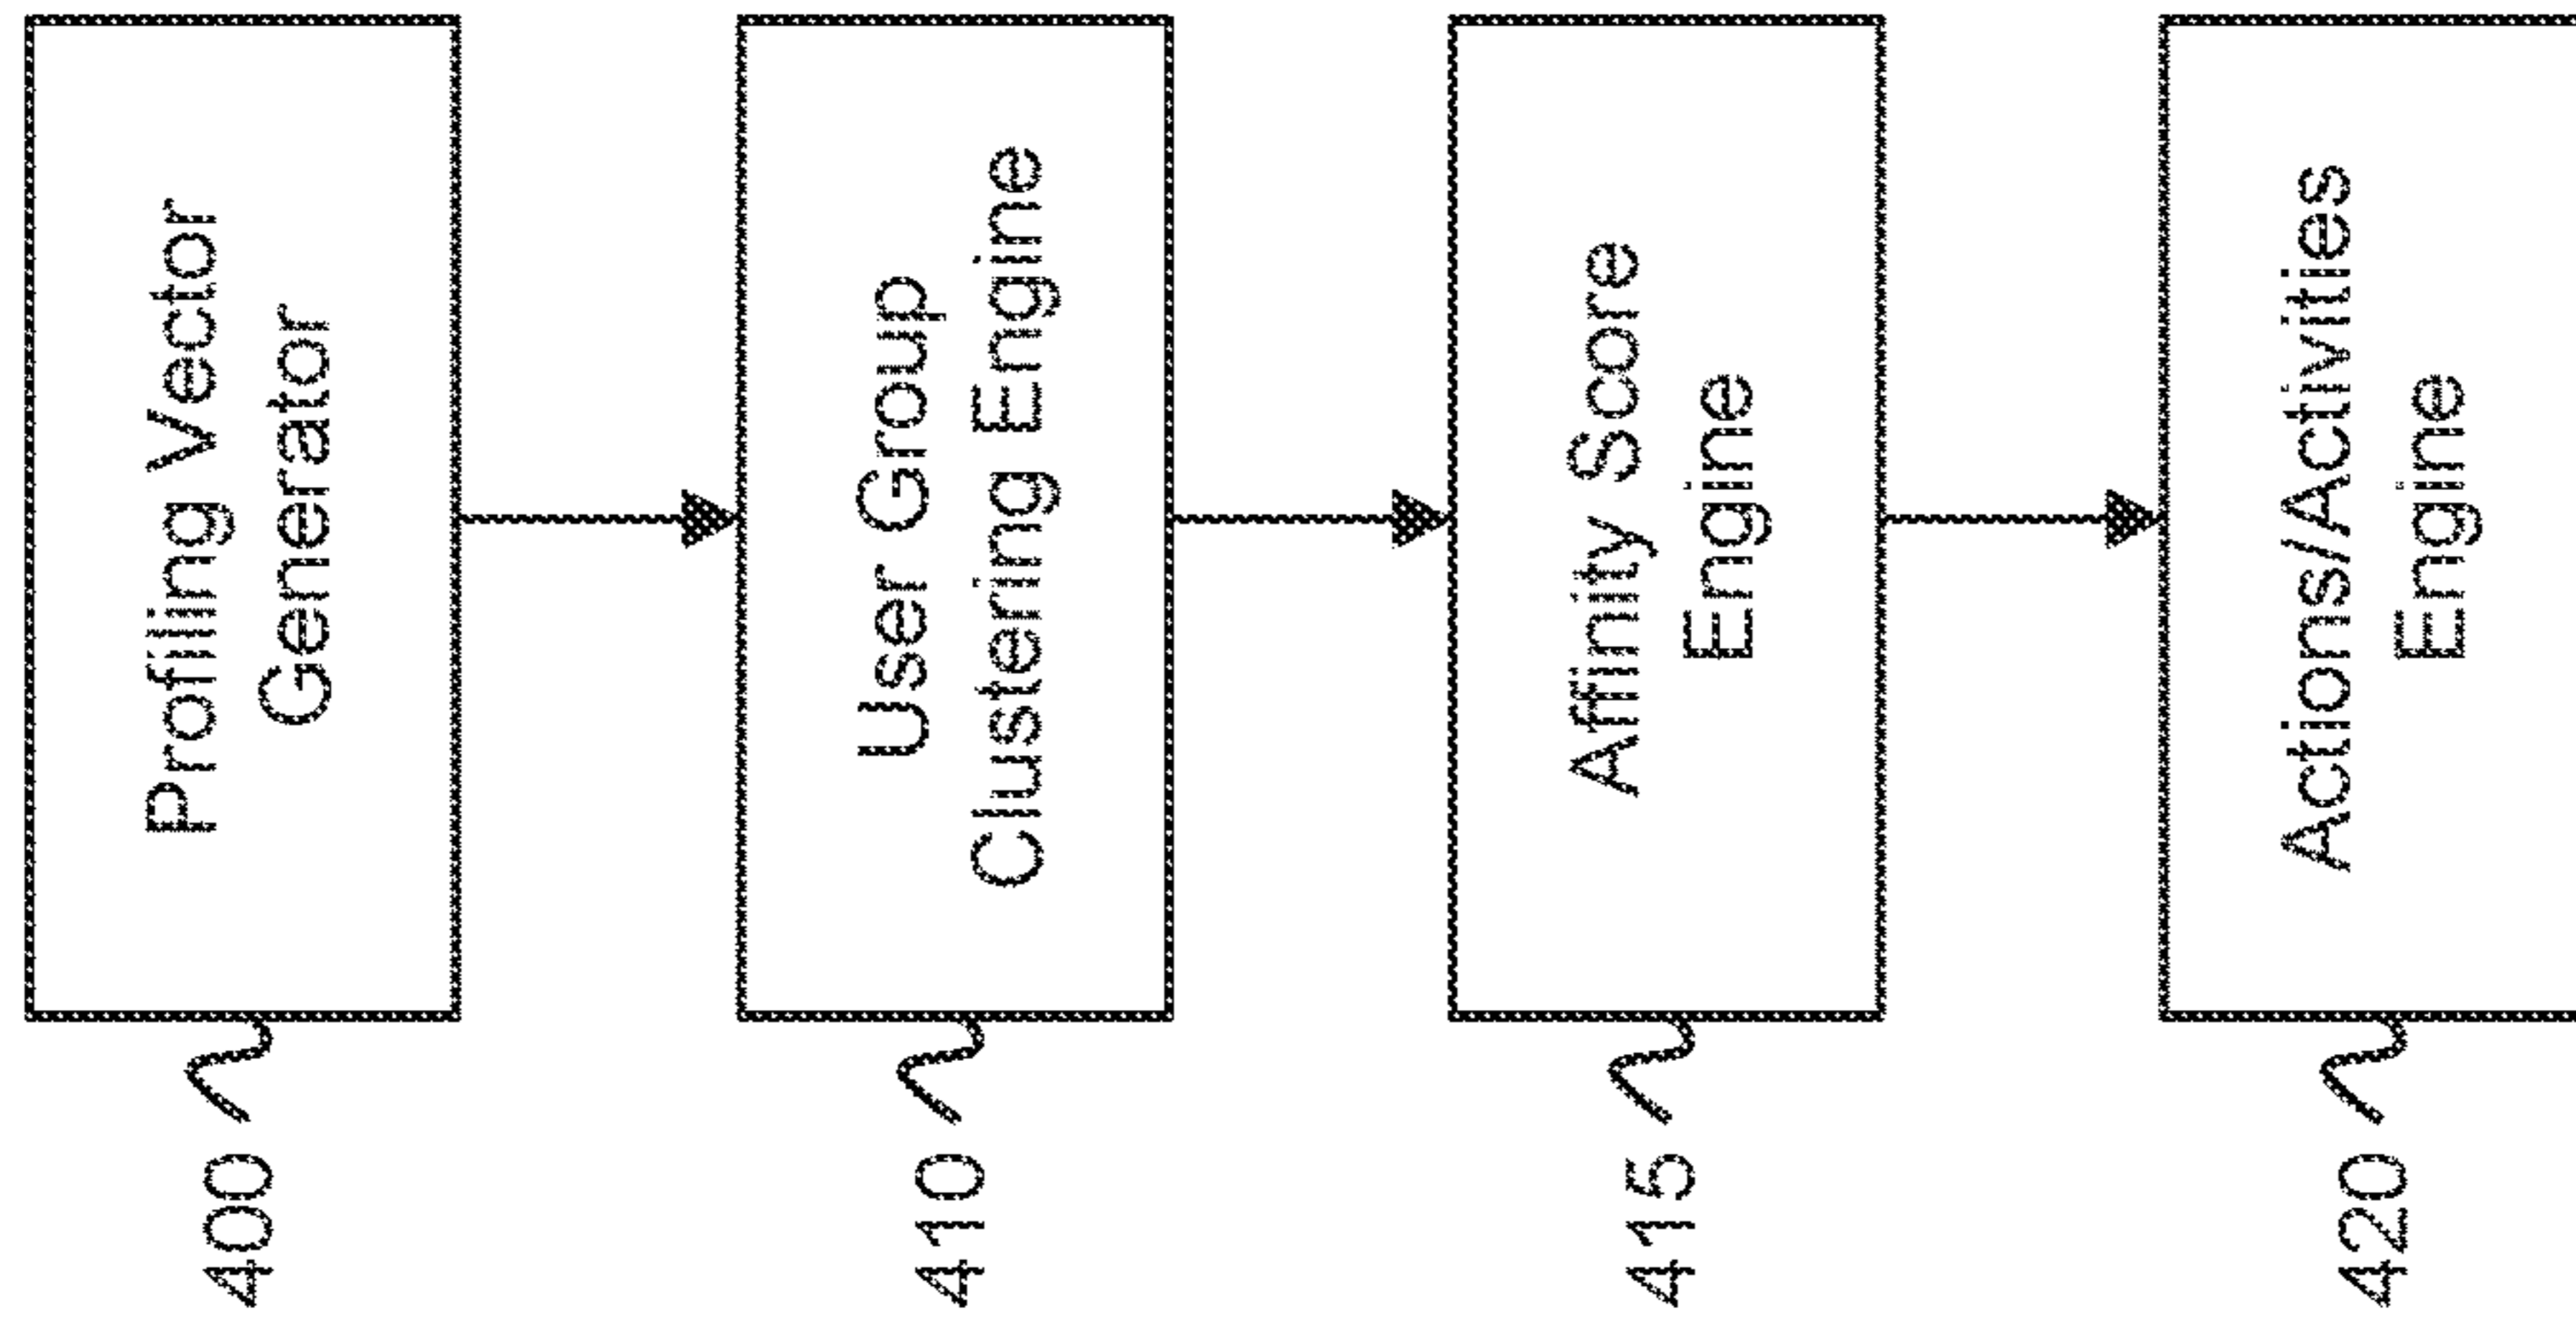 400
Profiling Vector
Generator
410
User Group
Clustering Engine
415
Affinity Score
Engine
420
Actions/Activities
Engine